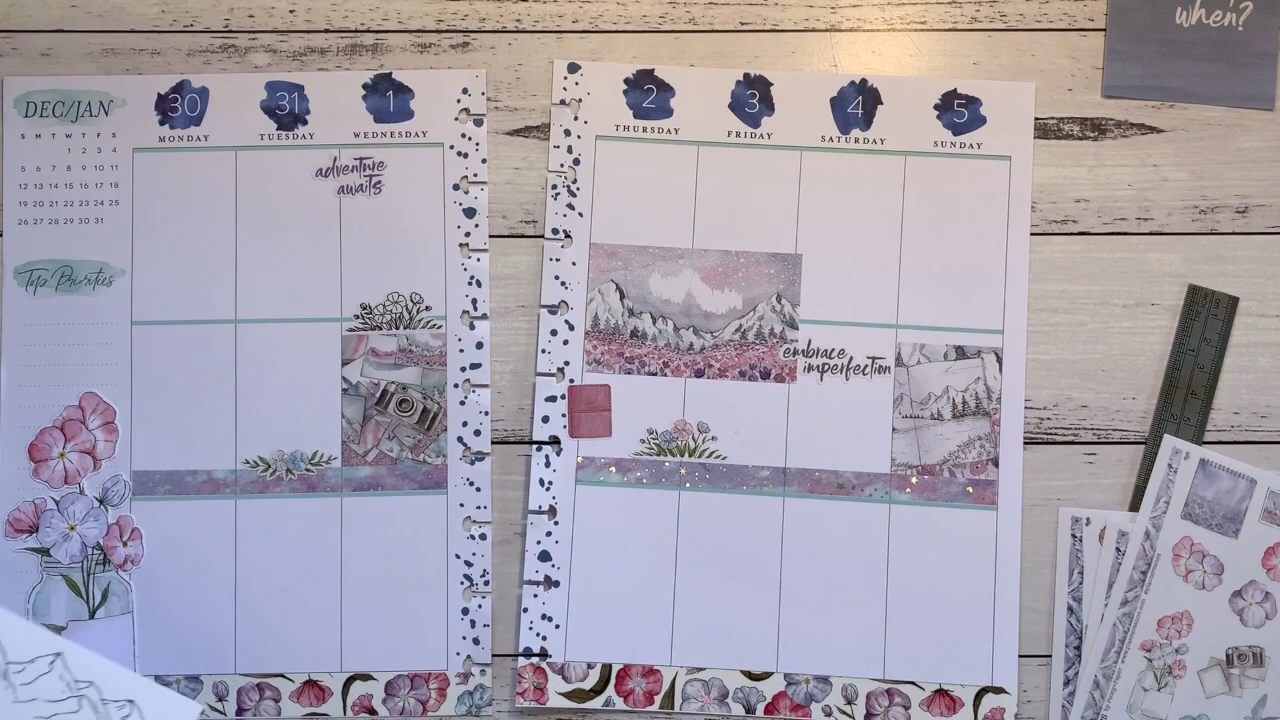 when?
DEC/JAN
S M T W T F S
1 2 3 4
5 6 7 8 9 10 11
12 13 14 15 16 17 18
19 20 21 22 23 24 25
26 27 28 29 30 31
Top Priorities
30
MONDAY
31
TUESDAY
1
WEDNESDAY
adventure
awaits
2
THURSDAY
3
FRIDAY
4
SATURDAY
5
SUNDAY
embrace
imperfection